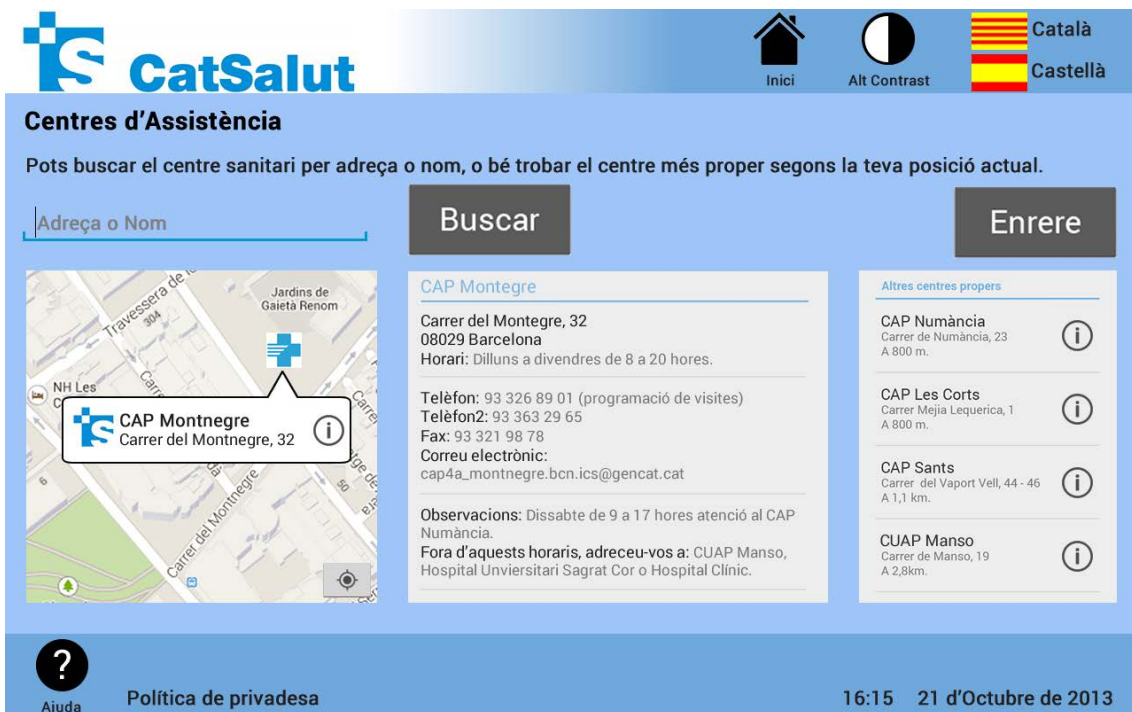 CatSalut
Inici
Alt Contrast
Català
Castellà
Centres d'Assistència
Pots buscar el centre sanitari per adreça o nom, o bé trobar el centre més proper segons la teva posició actual.
Adreça o Nom
Buscar
Enrere
Travessera de
304
Jardins de
Gaietà Renom
NH Les
CAP Montnegre
Carrer del Montnegre, 32
6
50
Carrer del Montnegre
CAP Montegre
Carrer del Montegre, 32
08029 Barcelona
Horari: Dilluns a divendres de 8 a 20 hores.
Telèfon: 93 326 89 01 (programació de visites)
Telèfon2: 93 363 29 65
Fax: 93 321 98 78
Correu electrònic:
cap4a_montnegre.bcn.ics@gencat.cat
Observacions: Dissabte de 9 a 17 hores atenció al CAP
Numància.
Fora d'aquests horaris, adreceu-vos a: CUAP Manso,
Hospital Unviersitari Sagrat Cor o Hospital Clínic.
Altres centres propers
CAP Numància
Carrer de Numància, 23
A 800 m.
CAP Les Corts
Carrer Mejia Lequerica, 1
A 800 m.
CAP Sants
Carrer del Vaport Vell, 44 - 46
A 1,1 km.
CUAP Manso
Carrer de Manso, 19
A 2,8km.
?
Ajuda
Política de privadesa
16:15 21 d'Octubre de 2013